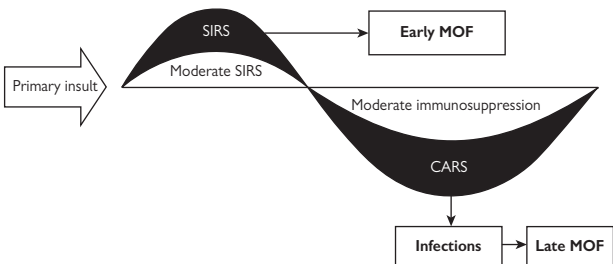 SIRS
Early MOF
Moderate SIRS
Primary insult
Moderate immunosuppression
CARS
Infections
Late MOF